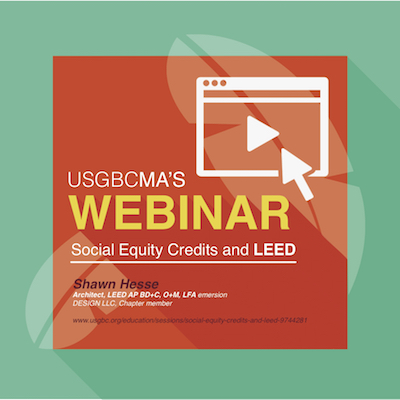 USGBCMA'S
WEBINAR
Social Equity Credits and LEED
Shawn Hesse
Architect, LEED AP BD+C, O+M, LFA emersion
DESIGN LLC, Chapter member
www.usgbc.org/education/sessions/social-equity-credits-and-leed-9744281